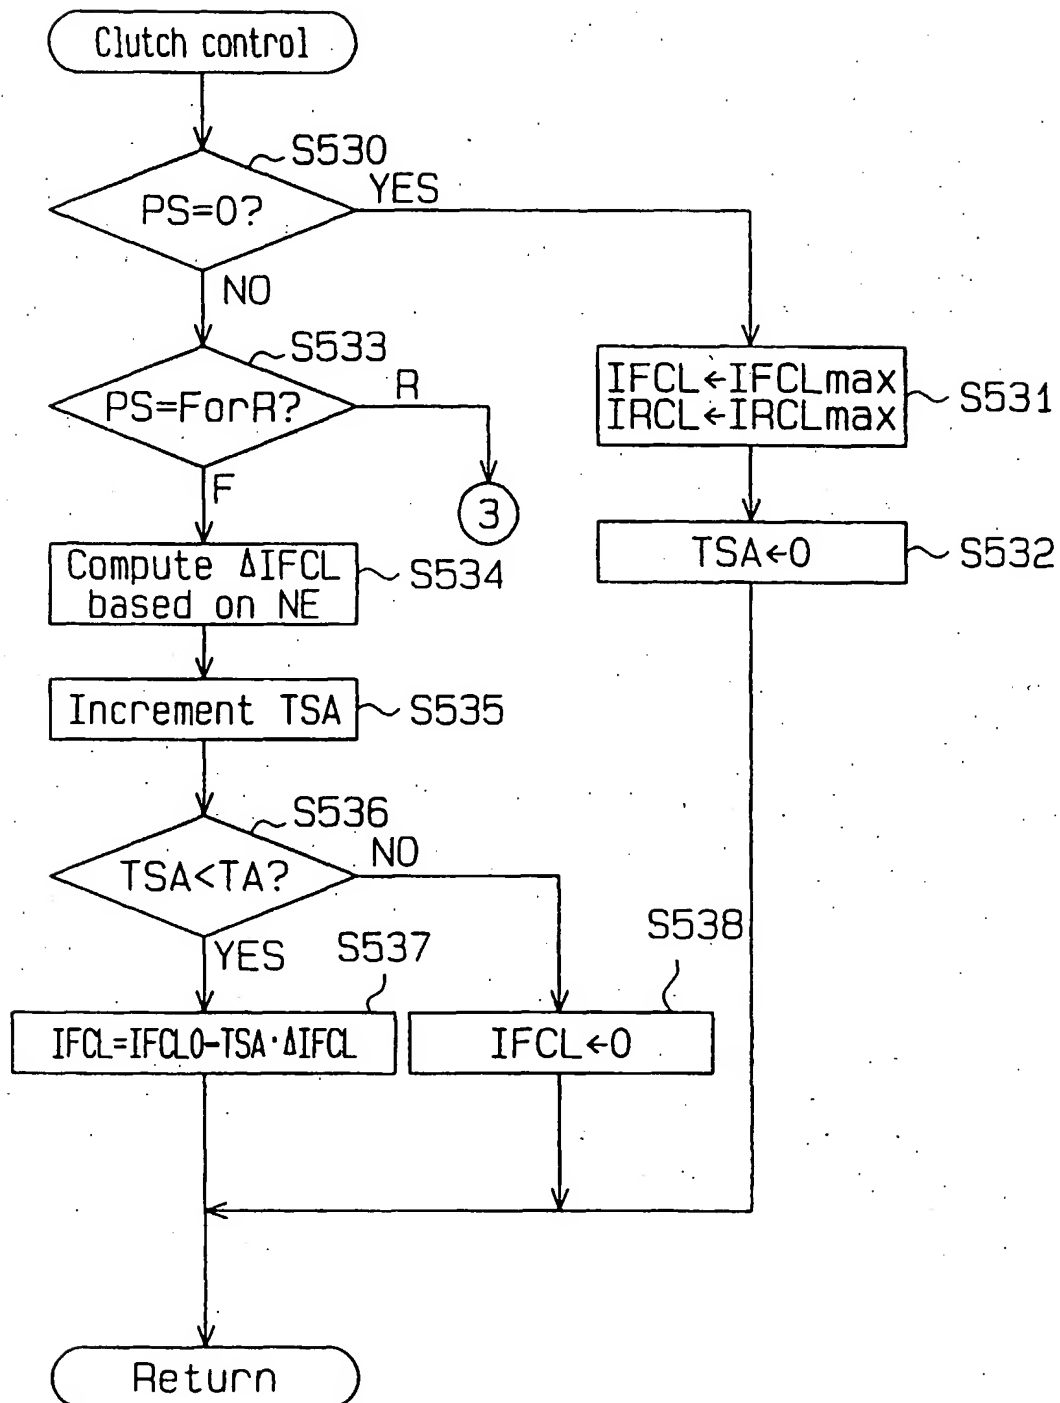 Clutch control
S530
PS=0?
YES
NO
S533
PS=ForR?
R
F
3
IFCL←IFCLmax
IRCL←IRCLmax
S531
TSA←0
S532
Compute ΔIFCL
based on NE
S534
Increment TSA
S535
S536
TSA<TA?
NO
YES
S537
S538
IFCL=IFCL0-TSA·ΔIFCL
IFCL←0
Return